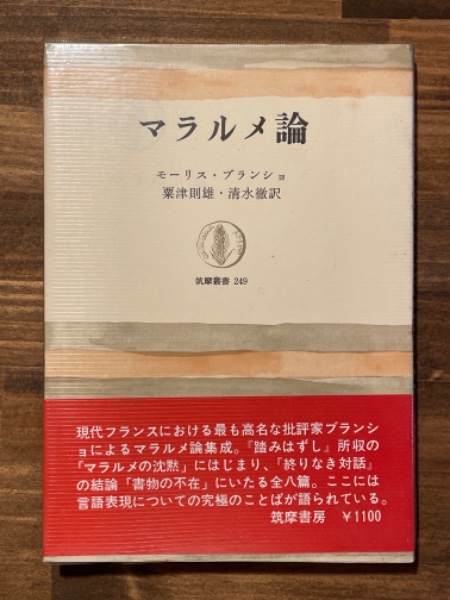 マラルメ論
モーリス・ブランショ
粟津則雄・清水徹訳
筑摩叢書 249
現代フランスにおける最も高名な批評家ブランシ
ョによるマラルメ論集成。『踏みはずし』所収の
「マラルメの沈黙」にはじまり、『終りなき対話』
の結論「書物の不在」にいたる全八篇。ここには
言語表現についての究極のことばが語られている。
筑摩書房 ￥1100